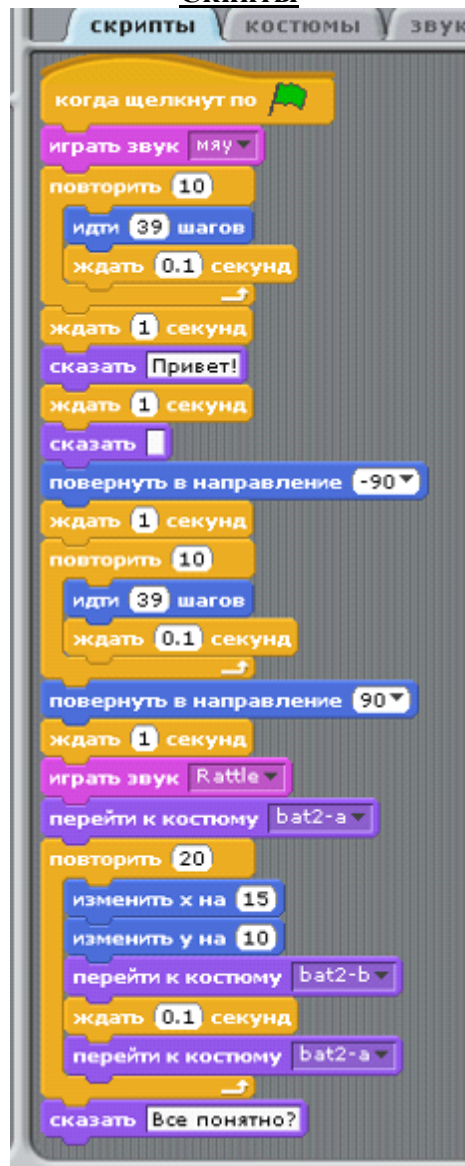 Скипты
скрипты костюмы звук
когда щелкнут по
играть звук мяу
повторить 10
идти 39 шагов
ждать 0.1 секунд
ждать 1 секунд
сказать Привет!
ждать 1 секунд
сказать
повернуть в направление -90
ждать 1 секунд
повторить 10
идти 39 шагов
ждать 0.1 секунд
повернуть в направление 90
ждать 1 секунд
играть звук Rattle
перейти к костюму bat2-a
повторить 20
изменить x на 15
изменить y на 10
перейти к костюму bat2-b
ждать 0.1 секунд
перейти к костюму bat2-a
сказать Все понятно?